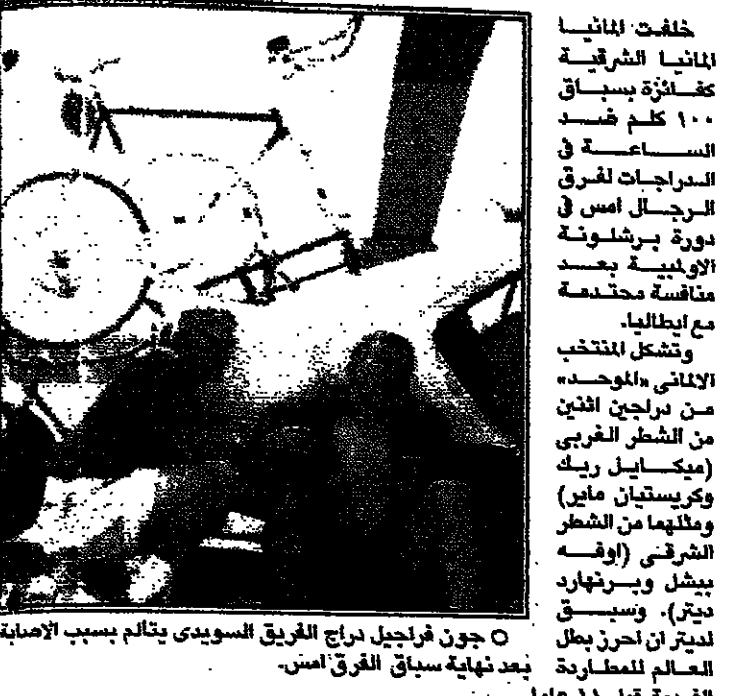 خلفت المانيا
المانيا الشرقية
كفائزة بسباق
١٠٠ كلم ضد
الساعة في
الدراجات لفرق
الرجال امس في
دورة برشلونة
الاولمبية بعد
منافسة محتدمة
مع ايطاليا.
وتشكل المنتخب
الالماني «الموحد»
من دراجين اثنين
من الشطر الغربي
(ميكايل ريك
وكريستيان ماير)
ومثلهما من الشطر
الشرقي (اوفه
بيشل وبرنهارد
ديتر). وسبق
لديتر ان احرز بطل
العالم للمطاردة
○ جون فراجيل دراج الفريق السويدى يتألم بسبب الاصابة
بعد نهاية سباق الفرق امس.